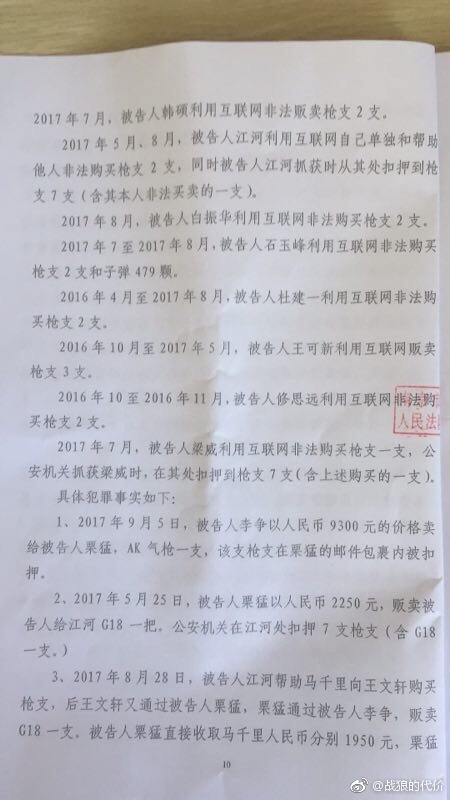 2017 年 7 月，被告人韩硕利用互联网非法贩卖枪支 2 支。
2017 年 5 月、8 月，被告人江河利用互联网自己单独和帮助
他人非法购买枪支 2 支，同时被告人江河抓获时从其处扣押到枪
支 7 支（含其本人非法买卖的一支）。
2017 年 8 月，被告人白振华利用互联网非法购买枪支 2 支。
2017 年 7 至 2017 年 8 月，被告人石玉峰利用互联网非法购买
枪支 2 支和子弹 479 颗。
2016 年 4 月至 2017 年 8 月，被告人杜建一利用互联网非法购
买枪支 2 支。
2016 年 10 月至 2017 年 5 月，被告人王可新利用互联网贩卖
枪支 3 支。
2016 年 10 至 2016 年 11 月，被告人修恩远利用互联网非法购
买枪支 2 支。
人民法
2017 年 7 月，被告人梁威利用互联网非法购买枪支一支，公
安机关抓获梁威时，在其处扣押到枪支 7 支（含上述购买的一支）。
具体犯罪事实如下：
1、2017 年 9 月 5 日，被告人李争以人民币 9300 元的价格卖
给被告人栗猛，AK 气枪一支，该支枪支在栗猛的邮件包裹内被扣
押。
2、2017 年 5 月 25 日，被告人栗猛以人民币 2250 元，贩卖被
告人给江河 G18 一把。公安机关在江河处扣押 7 支枪支（含 G18
一支。）
3、2017 年 8 月 28 日，被告人江河帮助马千里向王文轩购买
枪支，后王文轩又通过被告人栗猛，栗猛通过被告人李争，贩卖
G18 一支。被告人栗猛直接收取马千里人民币分别 1950 元，栗猛
10
@战狼的代价